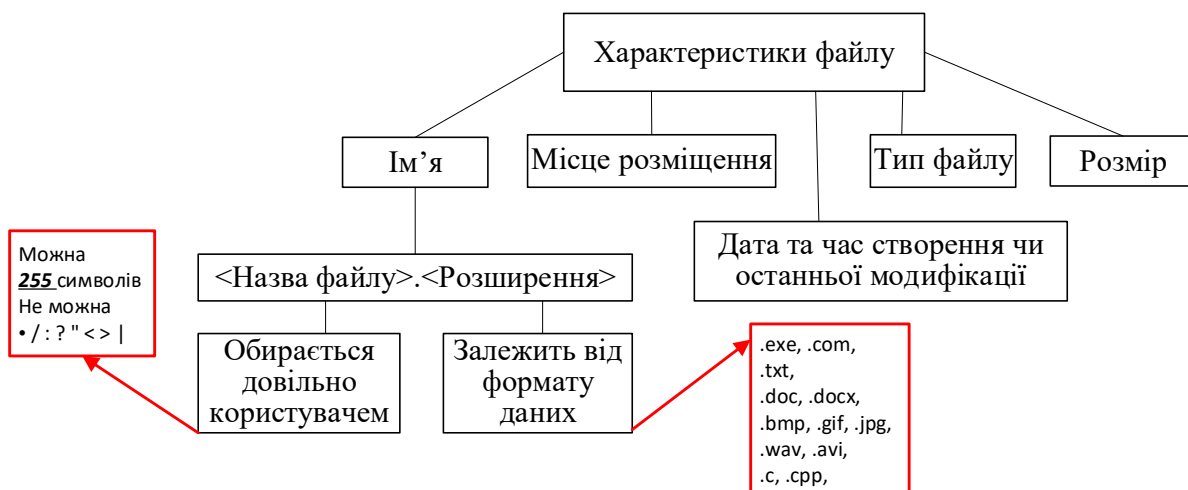 Характеристики файлу
Ім’я
Місце розміщення
Тип файлу
Розмір
Дата та час створення чи
останньої модифікації
<Назва файлу>.<Розширення>
Можна
255 символів
Не можна
• / : ? " < > |
Обирається
довільно
користувачем
Залежить від
формату
даних
.exe, .com,
.txt,
.doc, .docx,
.bmp, .gif, .jpg,
.wav, .avi,
.c, .cpp,